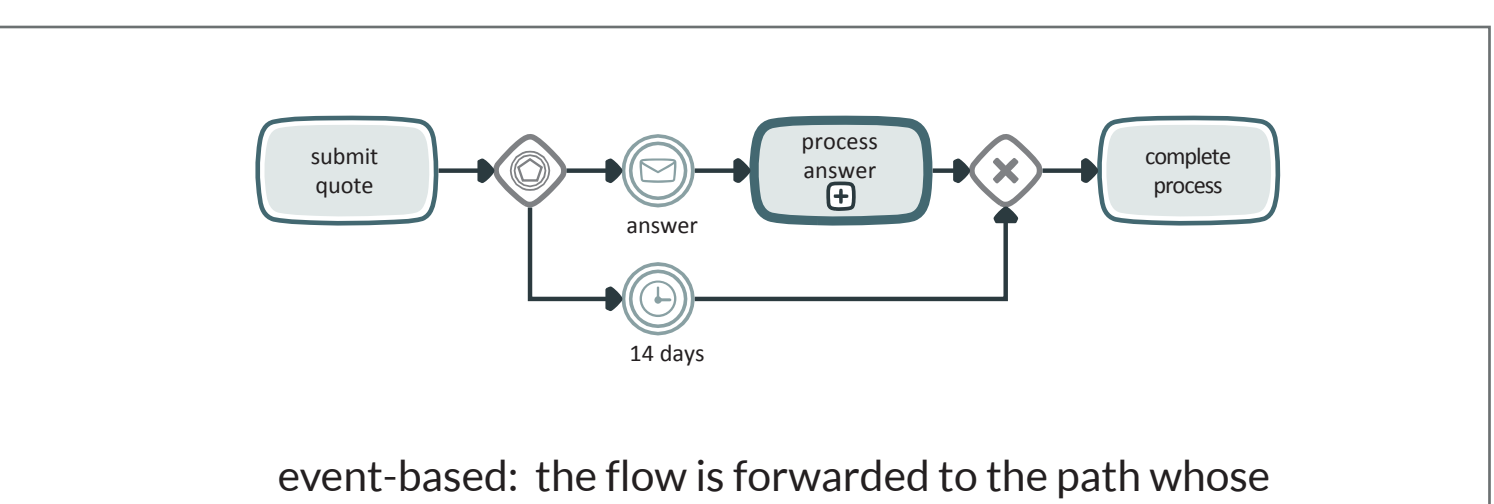 submit
quote
answer
process
answer
complete
process
14 days
event-based: the flow is forwarded to the path whose